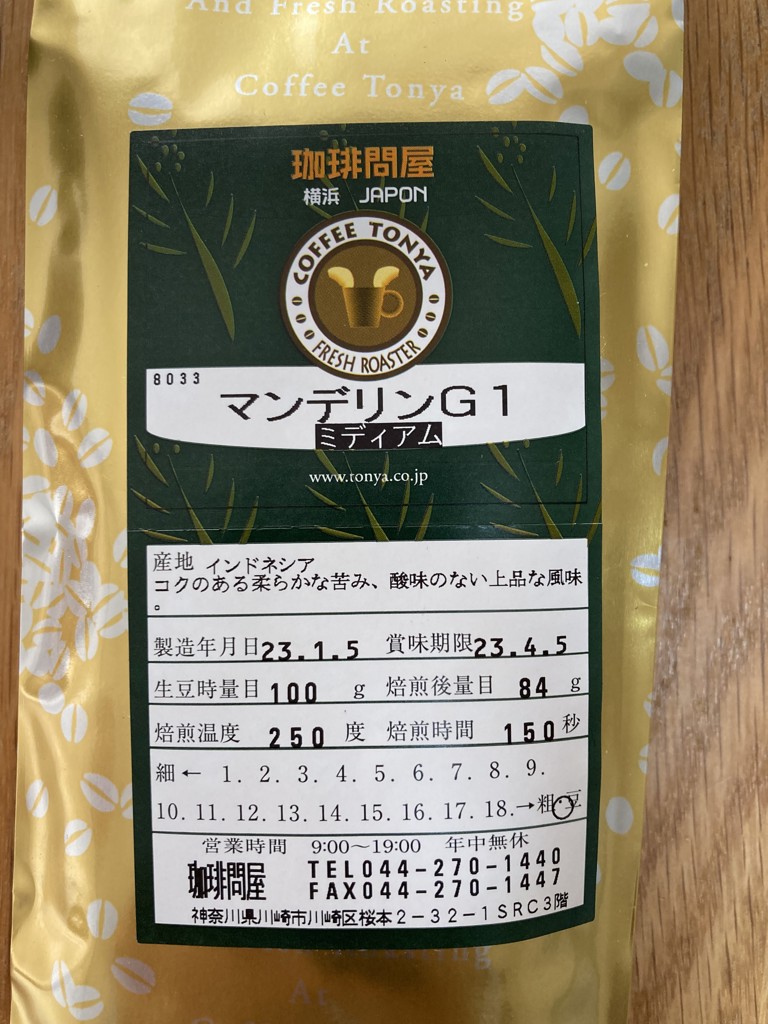 And Fresh Roasting
At
Coffee Tonya
珈琲問屋
横浜 JAPON
COFFEE TONYA
FRESH ROASTER
8033
マンデリンG1
ミディアム
www.tonya.co.jp
産地 インドネシア
コクのある柔らかな苦み、酸味のない上品な風味
。
製造年月日23.1.5 賞味期限23.4.5
生豆時量目 100 g 焙煎後量目 84 g
焙煎温度 250 度 焙煎時間 150秒
細← 1. 2. 3. 4. 5. 6. 7. 8. 9.
10. 11. 12. 13. 14. 15. 16. 17. 18.→粗 豆
営業時間 9:00〜19:00 年中無休
珈琲問屋 TEL044-270-1440
FAX044-270-1447
神奈川県川崎市川崎区桜本2-32-1SRC3階
At